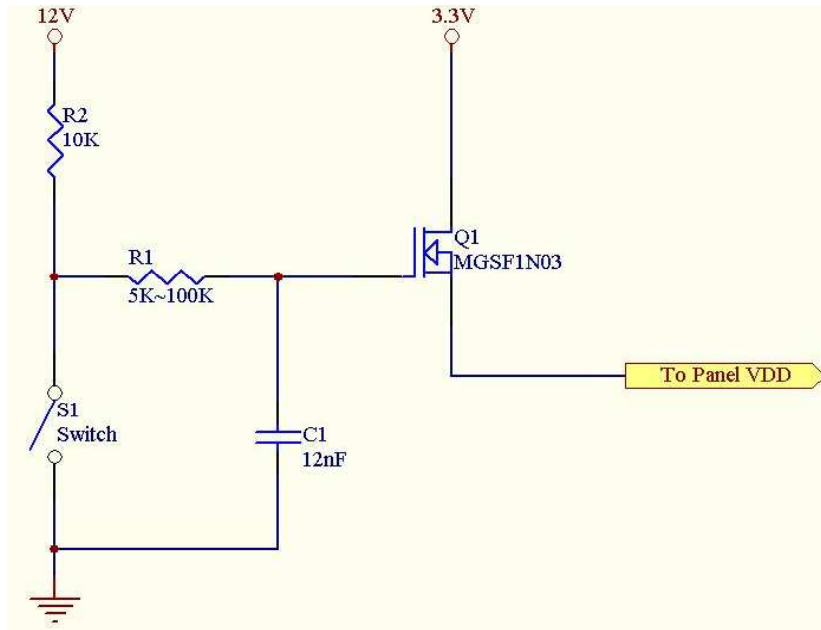 12V
3.3V
R2
10K
R1
5K~100K
Q1
MGSF1N03
To Panel VDD
S1
Switch
C1
12nF